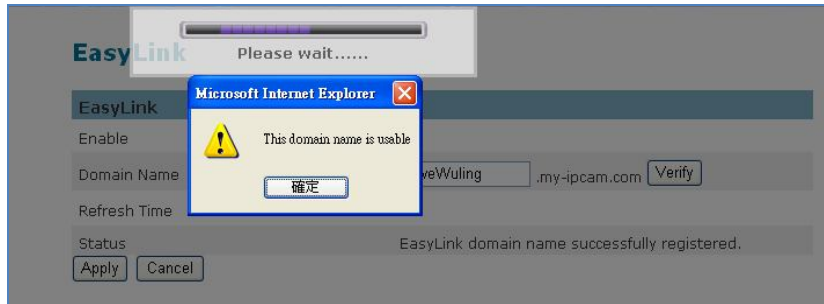 EasyLink
Please wait......
Microsoft Internet Explorer
This domain name is usable
確定
EasyLink
Enable
Domain Name
veWuling .my-ipcam.com Verify
Refresh Time
Status EasyLink domain name successfully registered.
Apply Cancel